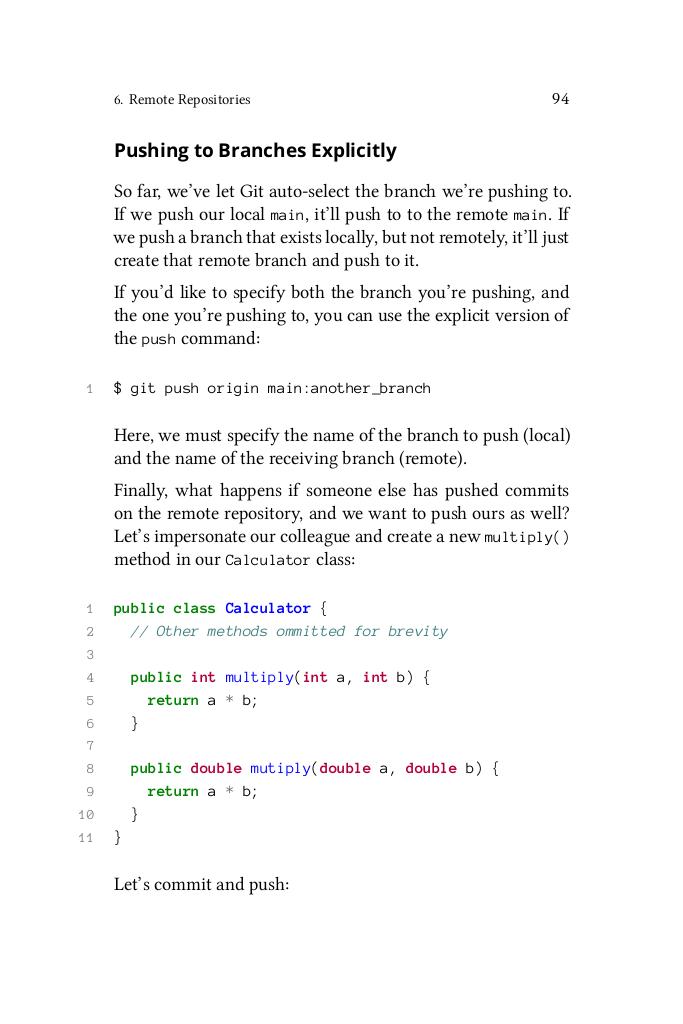 6. Remote Repositories 94
Pushing to Branches Explicitly
So far, we've let Git auto-select the branch we're pushing to.
If we push our local main, it'll push to to the remote main. If
we push a branch that exists locally, but not remotely, it'll just
create that remote branch and push to it.
If you'd like to specify both the branch you're pushing, and
the one you're pushing to, you can use the explicit version of
the push command:
1 $ git push origin main:another_branch
Here, we must specify the name of the branch to push (local)
and the name of the receiving branch (remote).
Finally, what happens if someone else has pushed commits
on the remote repository, and we want to push ours as well?
Let's impersonate our colleague and create a new multiply()
method in our Calculator class:
1 public class Calculator {
2 // Other methods ommitted for brevity
3
4 public int multiply(int a, int b) {
5 return a * b;
6 }
7
8 public double mutiply(double a, double b) {
9 return a * b;
10 }
11 }
Let's commit and push: